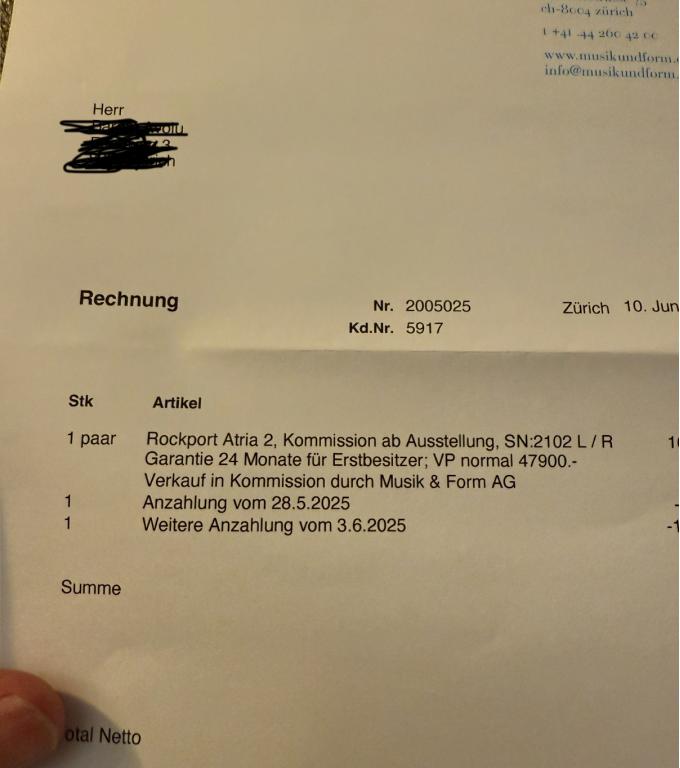 ch-8004 zürich
t +41 44 260 42
www.musikundform.
info@musikundform.
Herr
Rechnung
Nr. 2005025
Zürich 10. Jun
Kd.Nr. 5917
Stk Artikel
1 paar Rockport Atria 2, Kommission ab Ausstellung, SN:2102 L / R
Garantie 24 Monate für Erstbesitzer; VP normal 47900.-
Verkauf in Kommission durch Musik & Form AG
1 Anzahlung vom 28.5.2025 -
1 Weitere Anzahlung vom 3.6.2025 -1
Summe
otal Netto